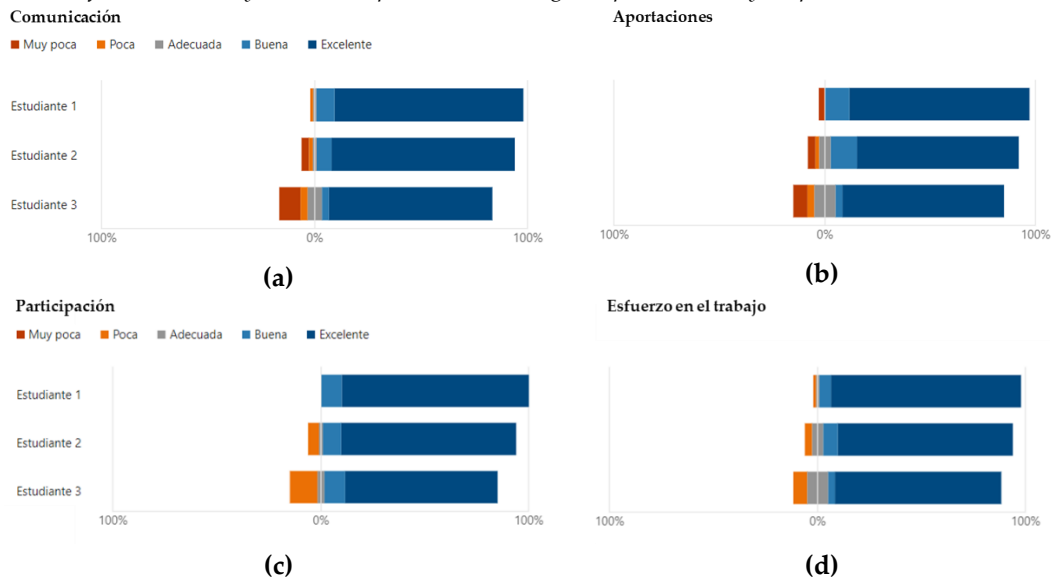 Comunicación
Aportaciones
Muy poca Poca Adecuada Buena Excelente
Estudiante 1
Estudiante 2
Estudiante 3
100% 0% 100%
100% 0% 100%
(a)
(b)
Participación
Esfuerzo en el trabajo
Muy poca Poca Adecuada Buena Excelente
Estudiante 1
Estudiante 2
Estudiante 3
100% 0% 100%
100% 0% 100%
(c)
(d)